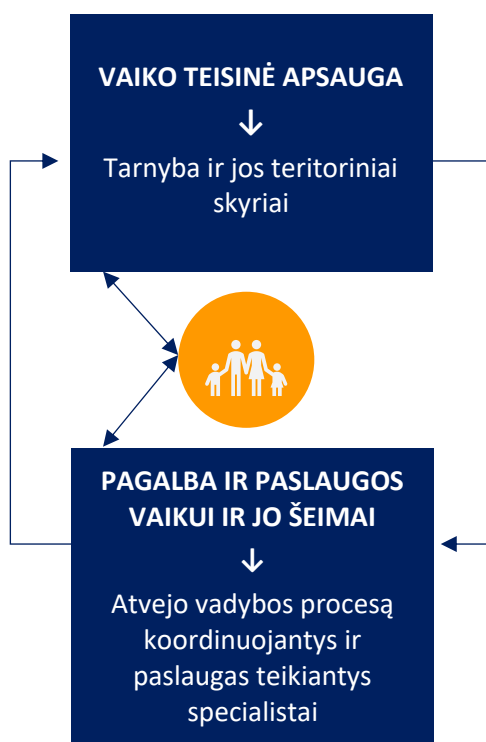 VAIKO TEISINĖ APSAUGA
↓
Tarnyba ir jos teritoriniai
skyriai
PAGALBA IR PASLAUGOS
VAIKUI IR JO ŠEIMAI
↓
Atvejo vadybos procesą
koordinuojantys ir
paslaugas teikiantys
specialistai